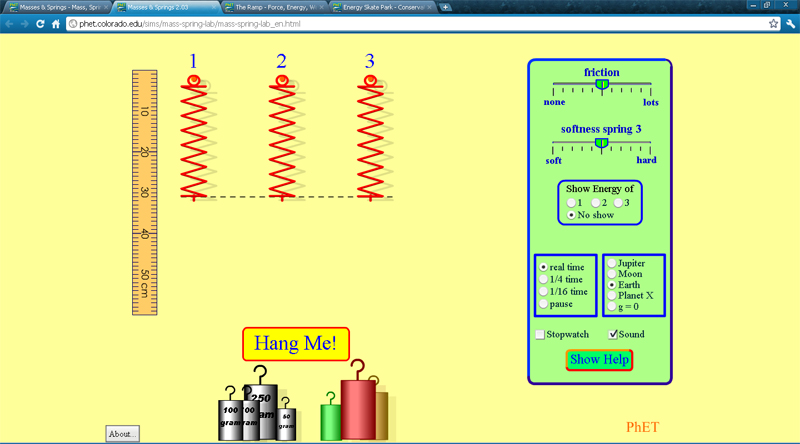 Masses & Springs - Mass, Sprin
Masses & Springs 2.03
The Ramp - Force, Energy, W
Energy Skate Park - Conserva
phet.colorado.edu/sims/mass-spring-lab/mass-spring-lab_en.html
1 2 3
10
20
30
40
50 cm
friction
none lots
softness spring 3
soft hard
Show Energy of
1 2 3
No show
real time
1/4 time
1/16 time
pause
Jupiter
Moon
Earth
Planet X
g = 0
Stopwatch
Sound
Show Help
Hang Me!
100
gram
250
50
gram
About...
PhET